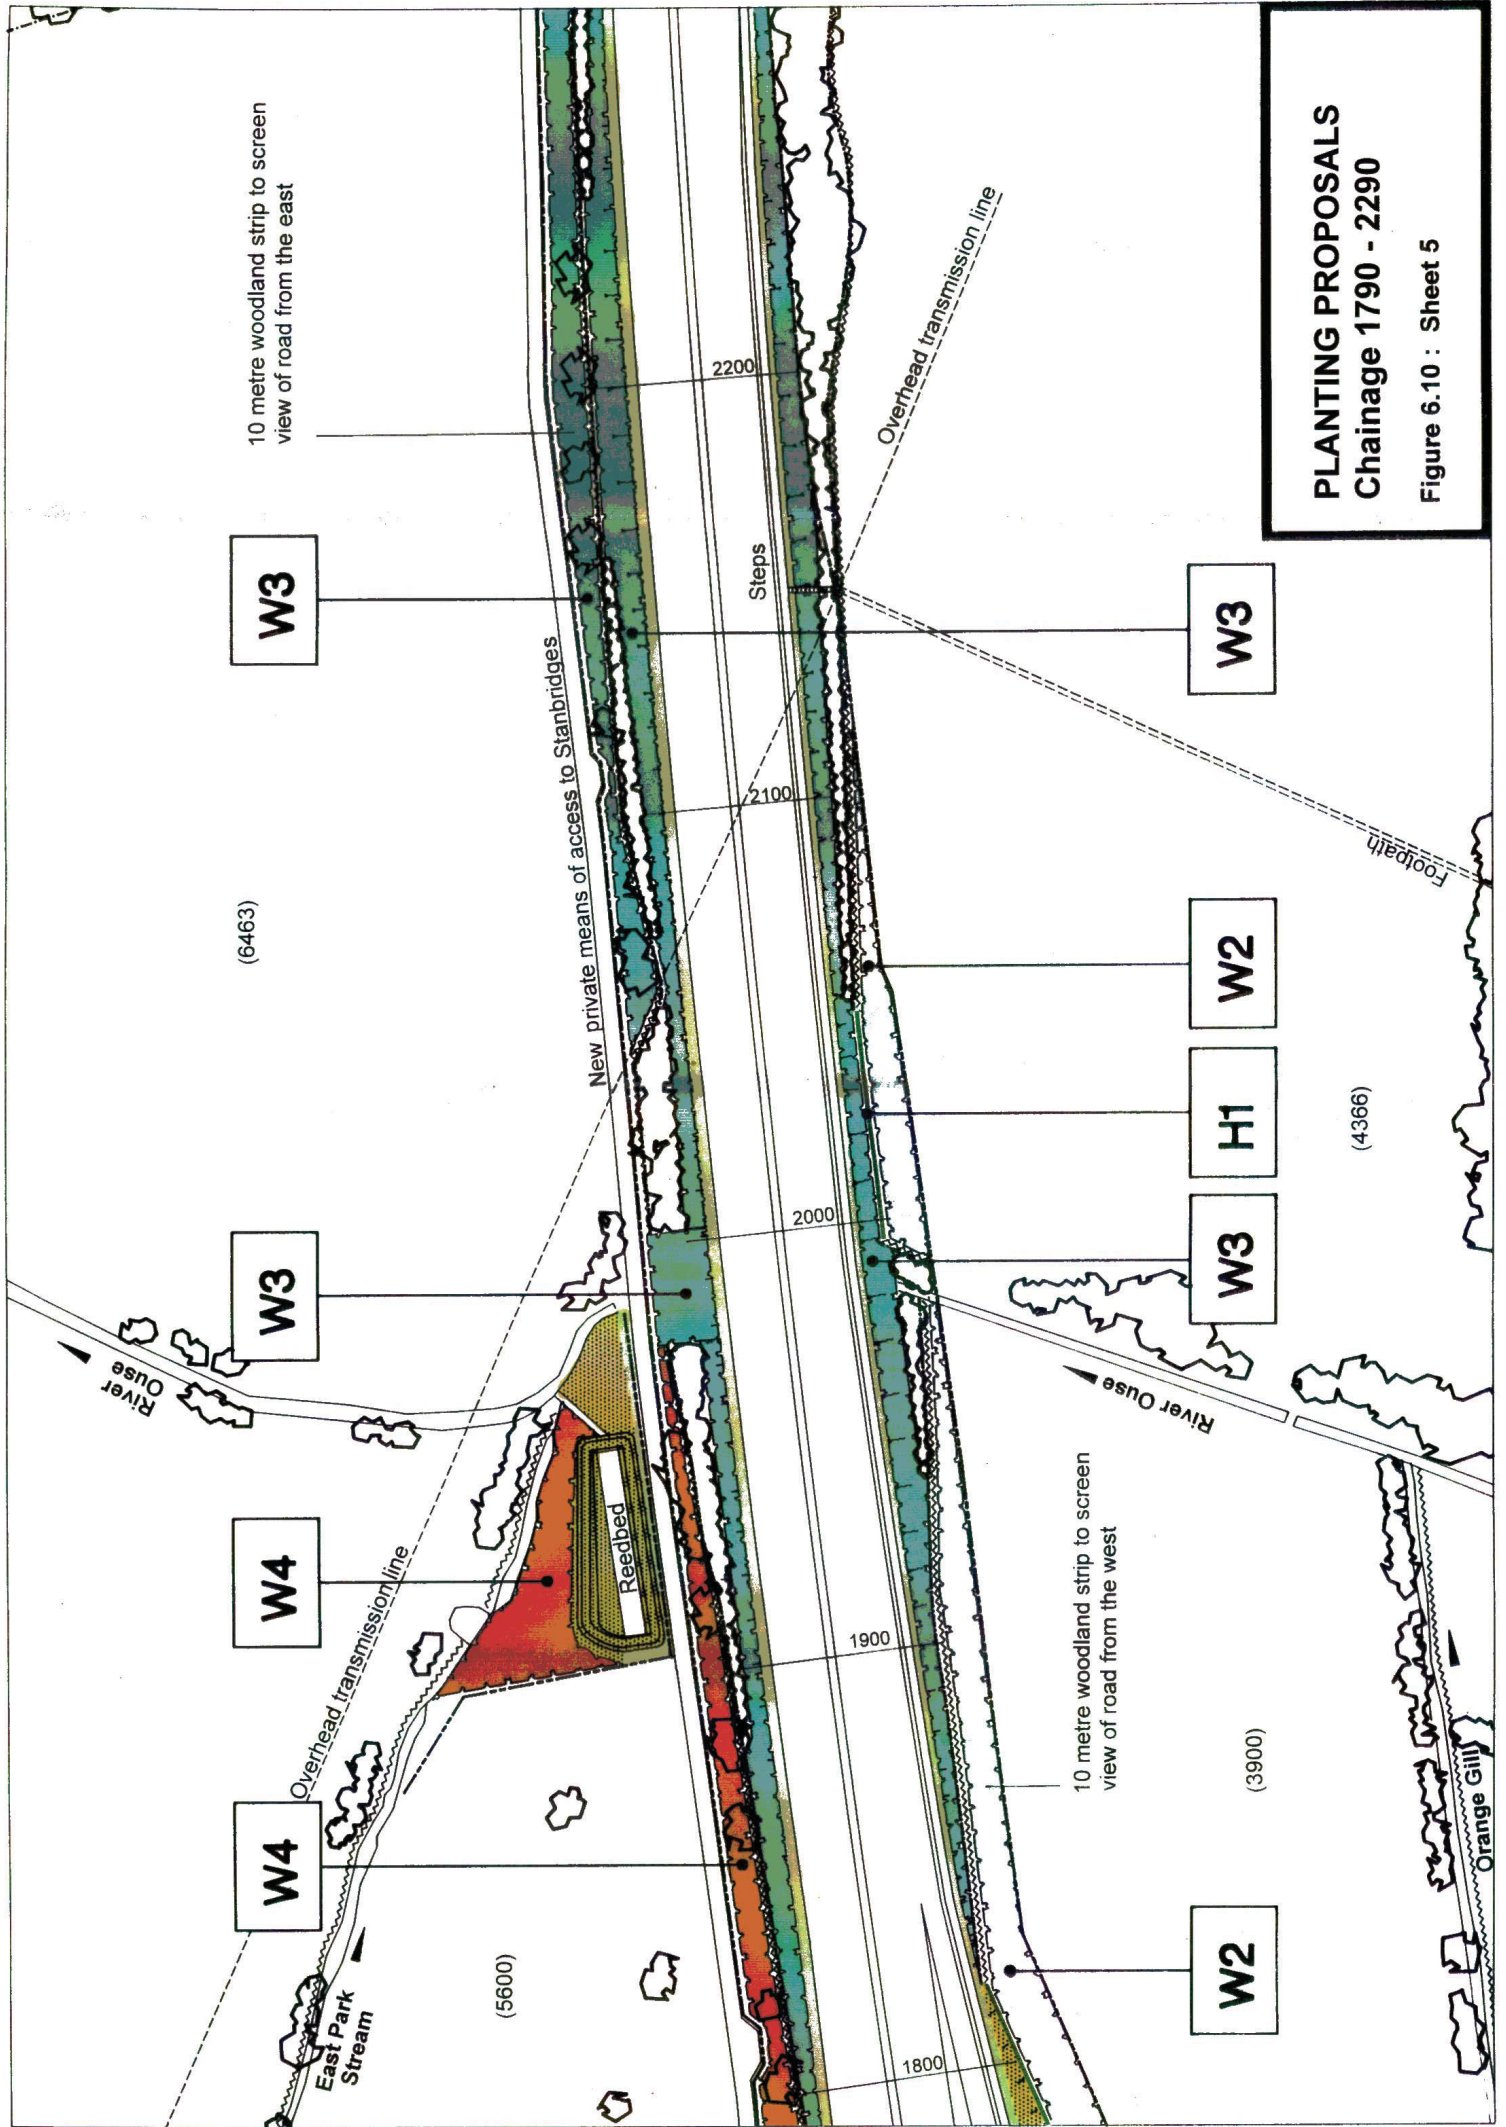 East Park
Stream
(5600)
Overhead transmission line
W4
W4
Reedbed
River
Ouse
W3
(6463)
New private means of access to Stanbridges
W3
10 metre woodland strip to screen
view of road from the east
1800
1900
2000
2100
2200
Steps
Overhead transmission line
W2
10 metre woodland strip to screen
view of road from the west
(3900)
Orange Gill
River Ouse
W3
H1
W2
W3
(4366)
Footpath
PLANTING PROPOSALS
Chainage 1790 - 2290
Figure 6.10 : Sheet 5